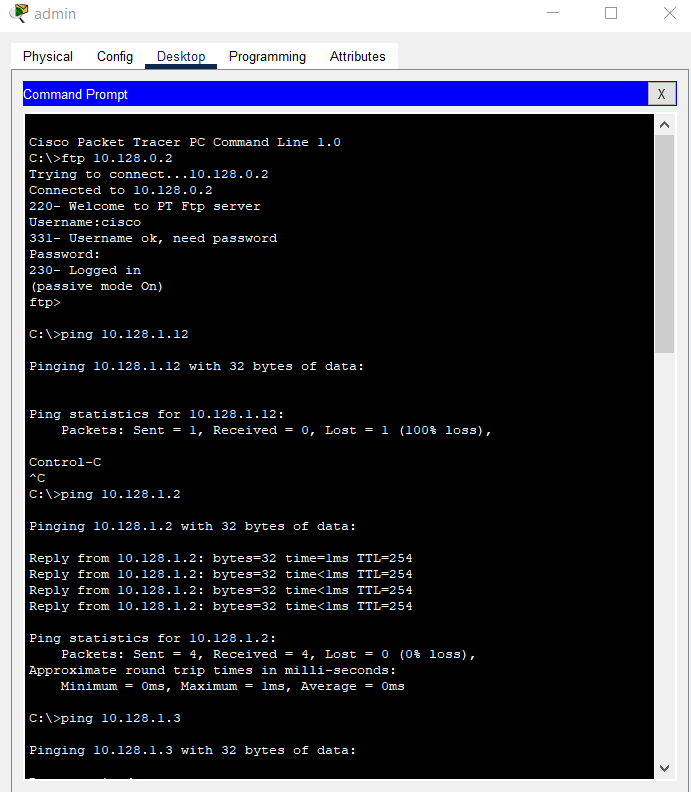 admin
Physical Config Desktop Programming Attributes
Command Prompt X
Cisco Packet Tracer PC Command Line 1.0
C:\>ftp 10.128.0.2
Trying to connect...10.128.0.2
Connected to 10.128.0.2
220- Welcome to PT Ftp server
Username:cisco
331- Username ok, need password
Password:
230- Logged in
(passive mode On)
ftp>
C:\>ping 10.128.1.12
Pinging 10.128.1.12 with 32 bytes of data:
Ping statistics for 10.128.1.12:
Packets: Sent = 1, Received = 0, Lost = 1 (100% loss),
Control-C
^C
C:\>ping 10.128.1.2
Pinging 10.128.1.2 with 32 bytes of data:
Reply from 10.128.1.2: bytes=32 time=1ms TTL=254
Reply from 10.128.1.2: bytes=32 time<1ms TTL=254
Reply from 10.128.1.2: bytes=32 time<1ms TTL=254
Reply from 10.128.1.2: bytes=32 time<1ms TTL=254
Ping statistics for 10.128.1.2:
Packets: Sent = 4, Received = 4, Lost = 0 (0% loss),
Approximate round trip times in milli-seconds:
Minimum = 0ms, Maximum = 1ms, Average = 0ms
C:\>ping 10.128.1.3
Pinging 10.128.1.3 with 32 bytes of data: